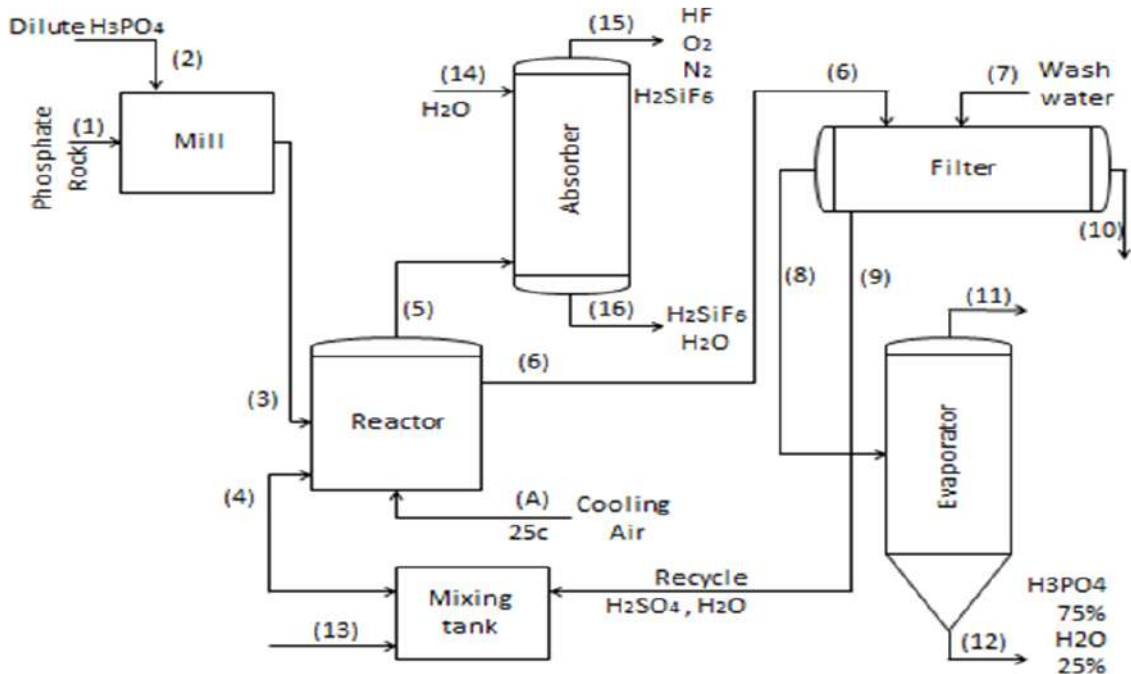 Dilute H3PO4
(2)
Phosphate
Rock
(1)
Mill
(3)
(14)
H2O
Absorber
(15)
HF
O2
N2
H2SiF6
(5)
(16)
H2SiF6
H2O
(6)
(6)
(7)
Wash
water
Filter
(10)
(8)
(9)
(11)
Reactor
(4)
(A)
25c
Cooling
Air
Evaporator
Recycle
H2SO4 , H2O
Mixing
tank
(13)
(12)
H3PO4
75%
H2O
25%